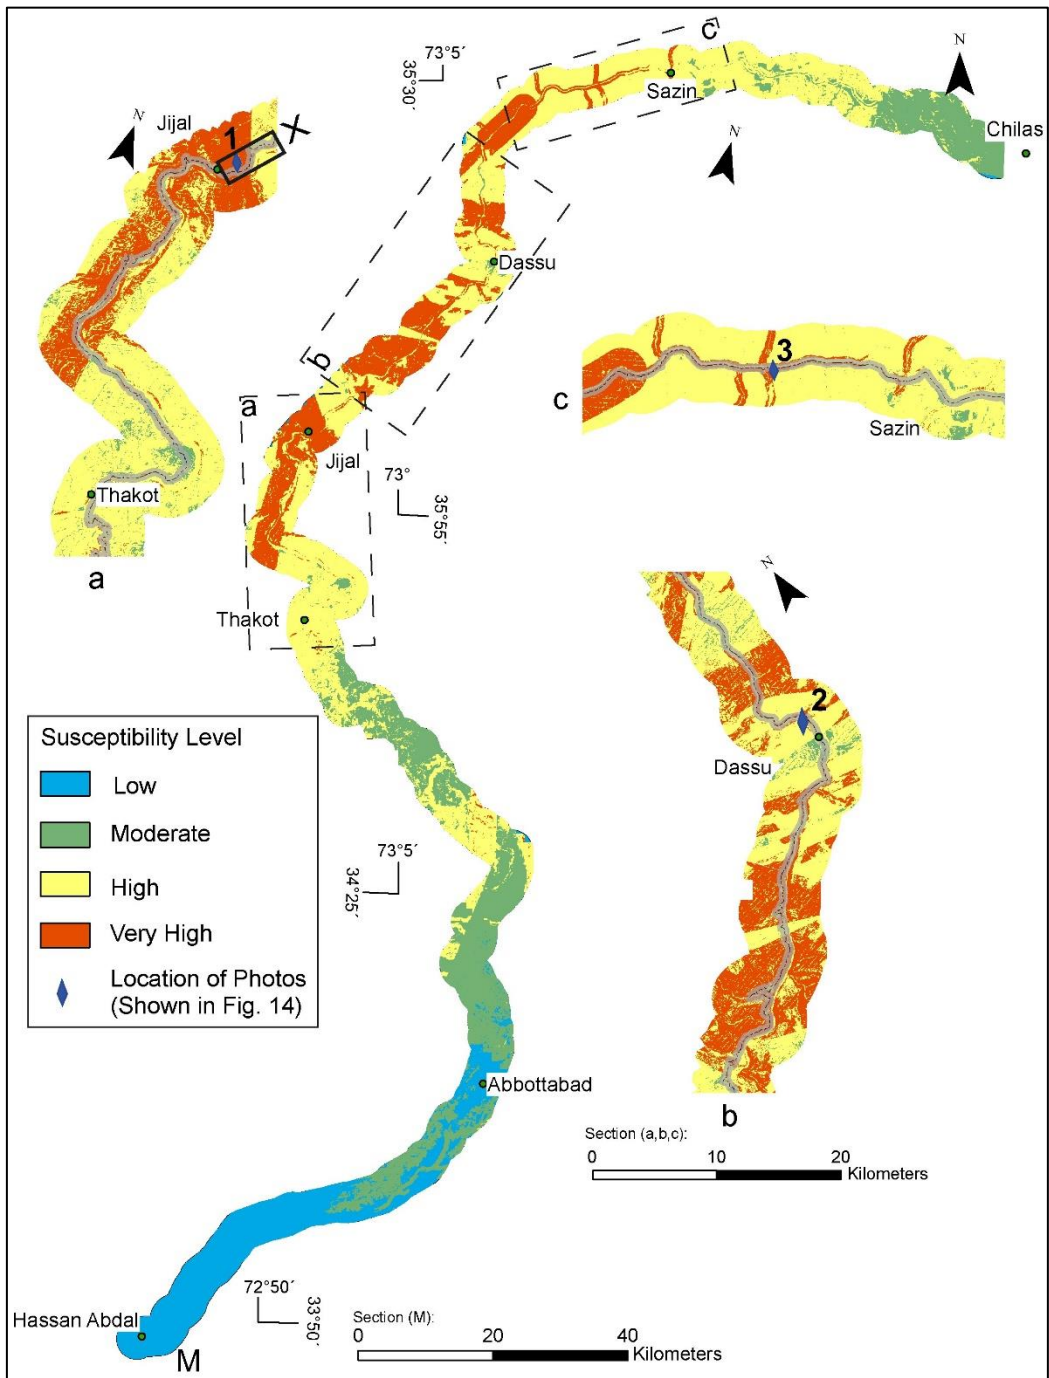 N
73°5´
35°30´
c
Sazin
N
Chilas
N
Jijal
1
X
Thakot
a
Dassu
b
a
Jijal
73°
35°55´
Thakot
3
c
Sazin
N
2
Dassu
b
Susceptibility Level
Low
Moderate
High
Very High
Location of Photos
(Shown in Fig. 14)
73°5´
34°25´
Abbottabad
Section (a,b,c):
0 10 20
Kilometers
72°50´
33°50´
Hassan Abdal
M
Section (M):
0 20 40
Kilometers